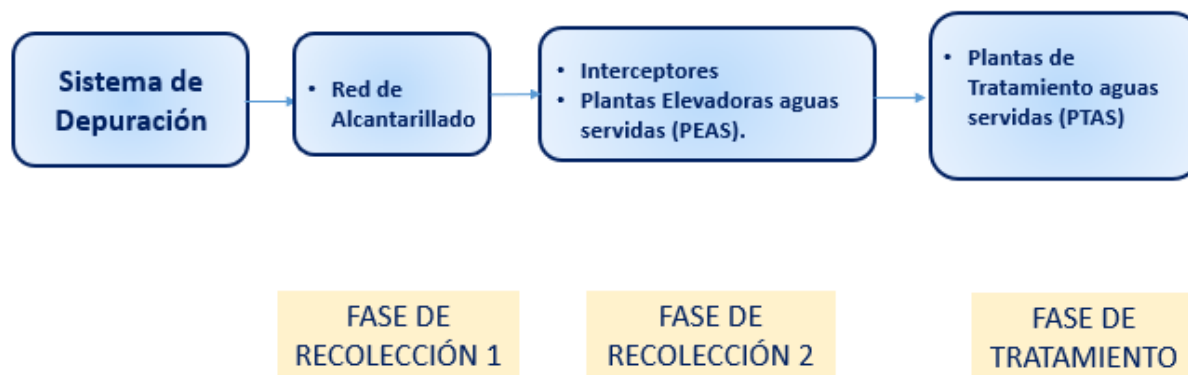 Sistema de
Depuración
• Red de
Alcantarillado
• Interceptores
• Plantas Elevadoras aguas
servidas (PEAS).
• Plantas de
Tratamiento aguas
servidas (PTAS)
FASE DE
RECOLECCIÓN 1
FASE DE
RECOLECCIÓN 2
FASE DE
TRATAMIENTO